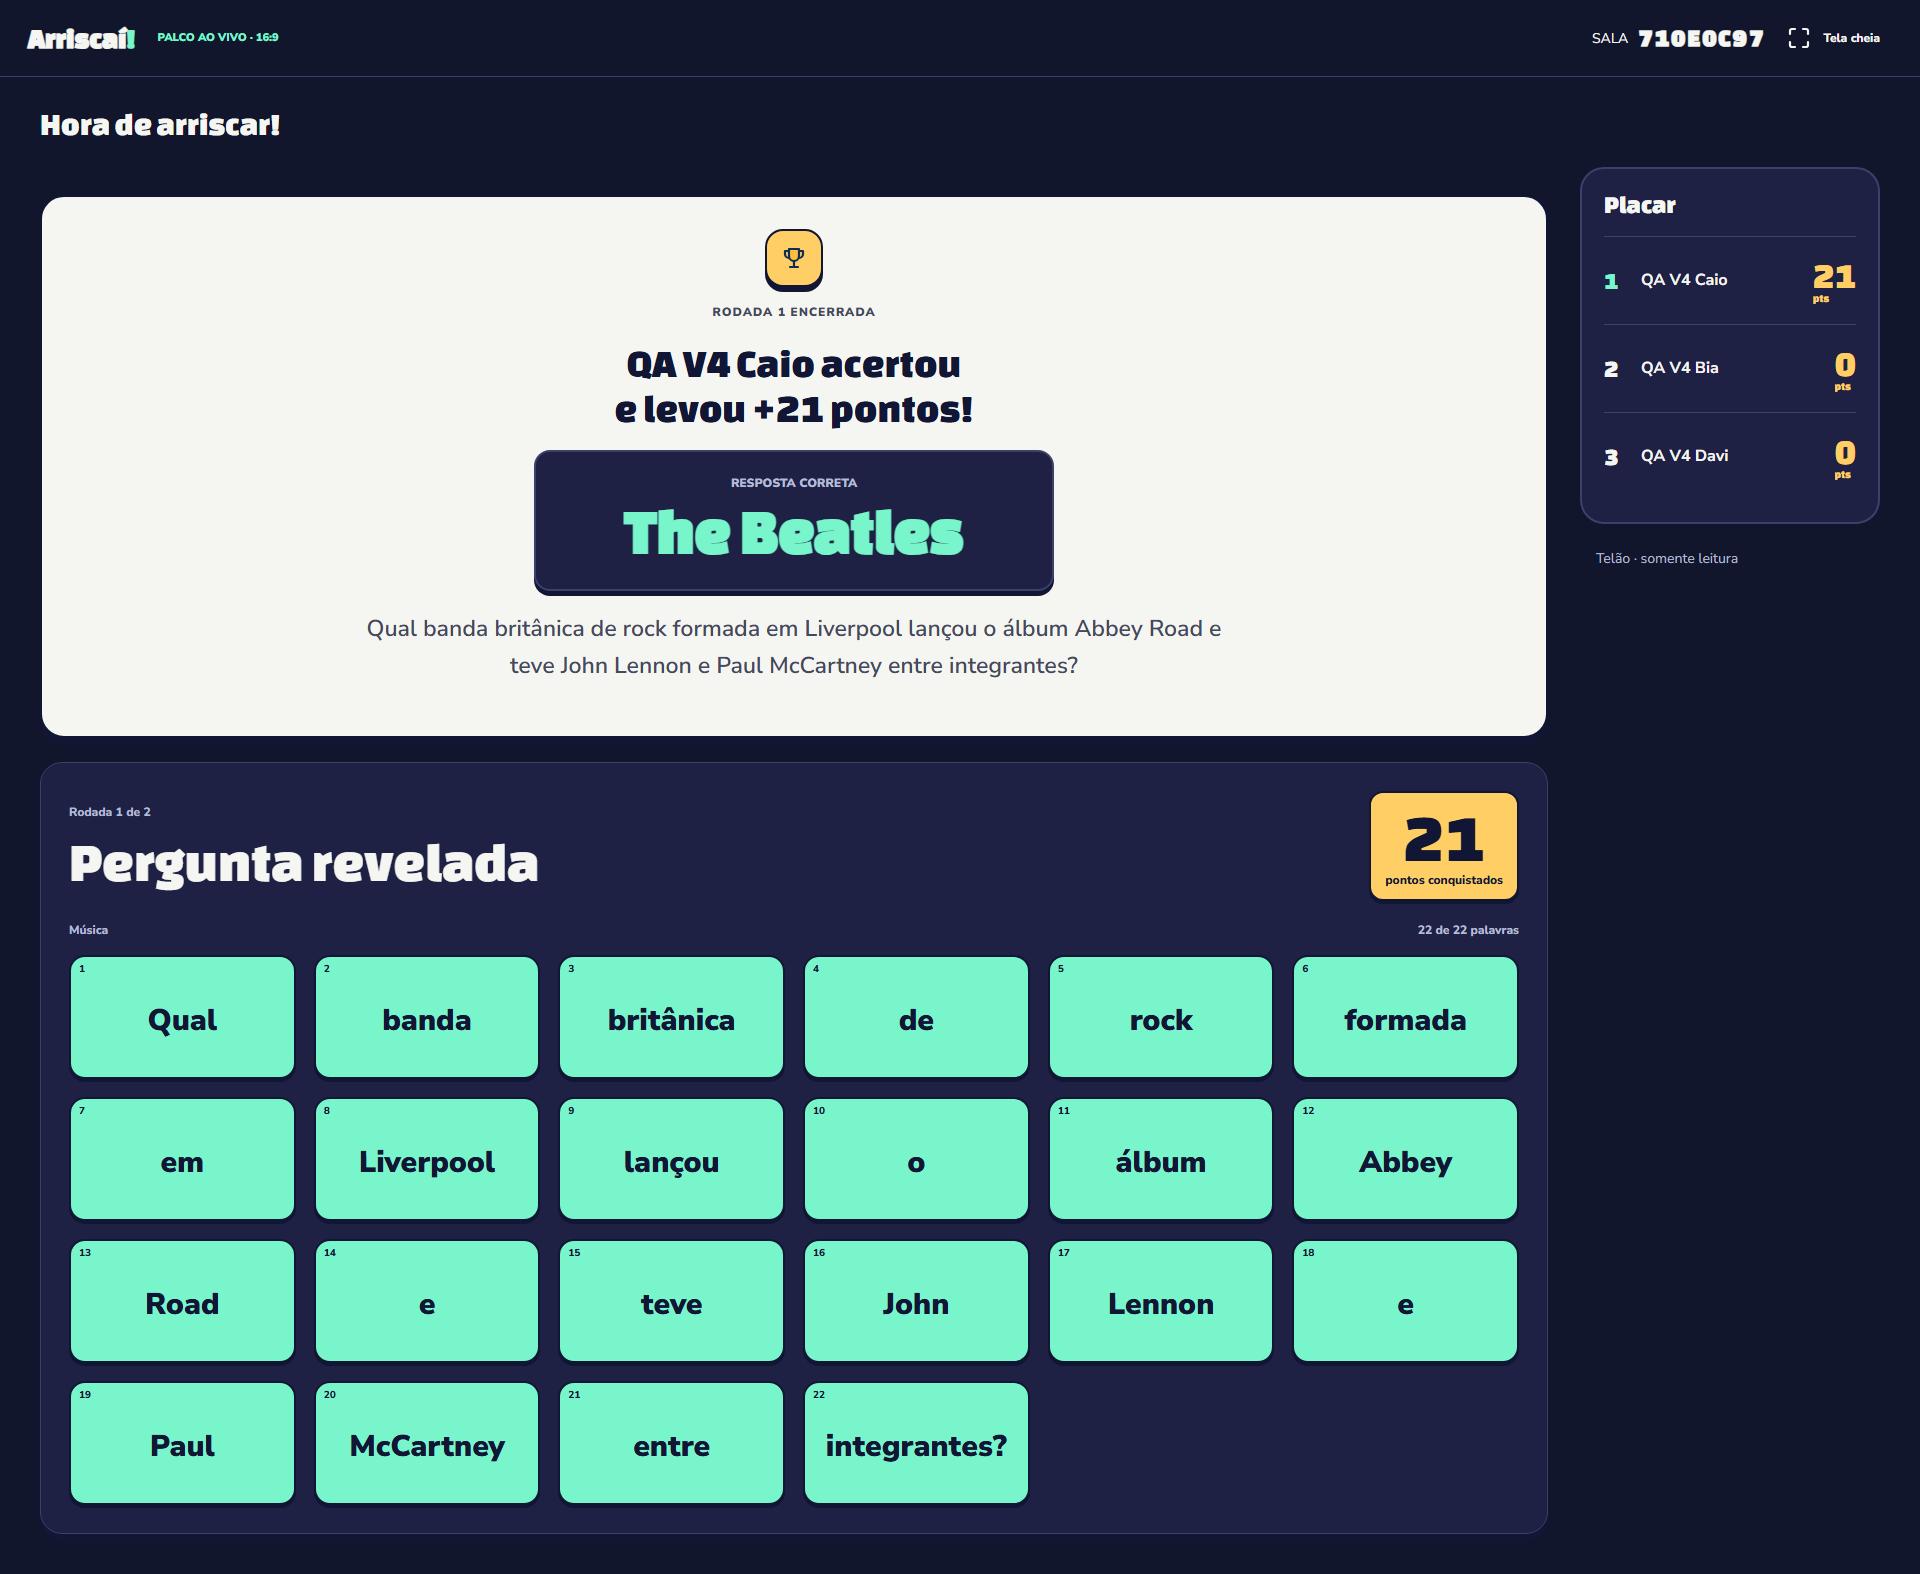 Arriscaí!
PALCO AO VIVO · 16:9
SALA 710E0C97
Tela cheia
Hora de arriscar!
RODADA 1 ENCERRADA
QA V4 Caio acertou
e levou +21 pontos!
RESPOSTA CORRETA
The Beatles
Qual banda britânica de rock formada em Liverpool lançou o álbum Abbey Road e
teve John Lennon e Paul McCartney entre integrantes?
Placar
1 QA V4 Caio 21
pts
2 QA V4 Bia 0
pts
3 QA V4 Davi 0
pts
Telão · somente leitura
Rodada 1 de 2
Pergunta revelada
21
pontos conquistados
Música
22 de 22 palavras
1 Qual
2 banda
3 britânica
4 de
5 rock
6 formada
7 em
8 Liverpool
9 lançou
10 o
11 álbum
12 Abbey
13 Road
14 e
15 teve
16 John
17 Lennon
18 e
19 Paul
20 McCartney
21 entre
22 integrantes?